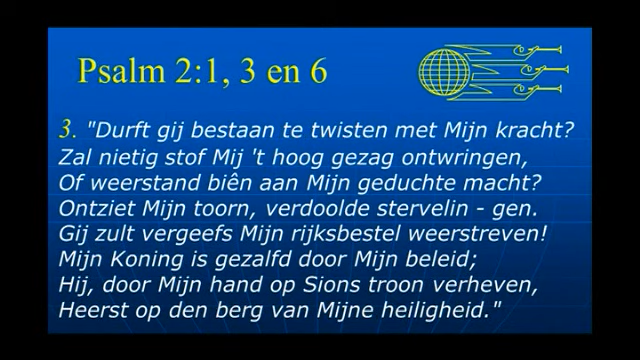 Psalm 2:1, 3 en 6
3. "Durft gij bestaan te twisten met Mijn kracht?
Zal nietig stof Mij 't hoog gezag ontwringen,
Of weerstand biên aan Mijn geduchte macht?
Ontziet Mijn toorn, verdoolde stervelin - gen.
Gij zult vergeefs Mijn rijksbestel weerstreven!
Mijn Koning is gezalfd door Mijn beleid;
Hij, door Mijn hand op Sions troon verheven,
Heerst op den berg van Mijne heiligheid."